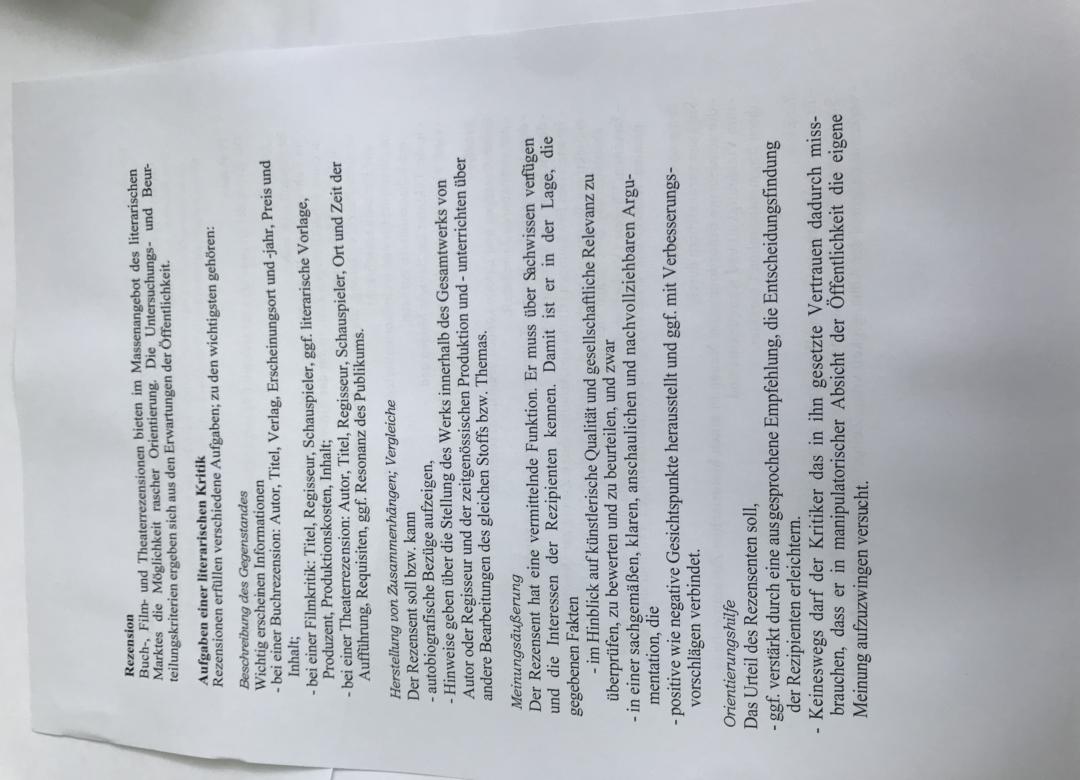 Rezension
Buch-, Film- und Theaterrezensionen bieten im Massenangebot des literarischen
Marktes die Möglichkeit rascher Orientierung. Die Untersuchungs- und Beur-
teilungskriterien ergeben sich aus den Erwartungen der Öffentlichkeit.
Aufgaben einer literarischen Kritik
Rezensionen erfüllen verschiedene Aufgaben; zu den wichtigsten gehören:
Beschreibung des Gegenstandes
Wichtig erscheinen Informationen
- bei einer Buchrezension: Autor, Titel, Verlag, Erscheinungsort und -jahr, Preis und
Inhalt;
- bei einer Filmkritik: Titel, Regisseur, Schauspieler, ggf. literarische Vorlage,
Produzent, Produktionskosten, Inhalt;
- bei einer Theaterrezension: Autor, Titel, Regisseur, Schauspieler, Ort und Zeit der
Aufführung, Requisiten, ggf. Resonanz des Publikums.
Herstellung von Zusammenhängen; Vergleiche
Der Rezensent soll bzw. kann
- autobiografische Bezüge aufzeigen,
- Hinweise geben über die Stellung des Werks innerhalb des Gesamtwerks von
Autor oder Regisseur und der zeitgenössischen Produktion und - unterrichten über
andere Bearbeitungen des gleichen Stoffs bzw. Themas.
Meinungsäußerung
Der Rezensent hat eine vermittelnde Funktion. Er muss über Sachwissen verfügen
und die Interessen der Rezipienten kennen. Damit ist er in der Lage, die
gegebenen Fakten
- im Hinblick auf künstlerische Qualität und gesellschaftliche Relevanz zu
überprüfen, zu bewerten und zu beurteilen, und zwar
- in einer sachgemäßen, klaren, anschaulichen und nachvollziehbaren Argu-
mentation, die
- positive wie negative Gesichtspunkte herausstellt und ggf. mit Verbesserungs-
vorschlägen verbindet.
Orientierungshilfe
Das Urteil des Rezensenten soll,
- ggf. verstärkt durch eine ausgesprochene Empfehlung, die Entscheidungsfindung
der Rezipienten erleichtern.
- Keineswegs darf der Kritiker das in ihn gesetzte Vertrauen dadurch miss-
brauchen, dass er in manipulatorischer Absicht der Öffentlichkeit die eigene
Meinung aufzuzwingen versucht.